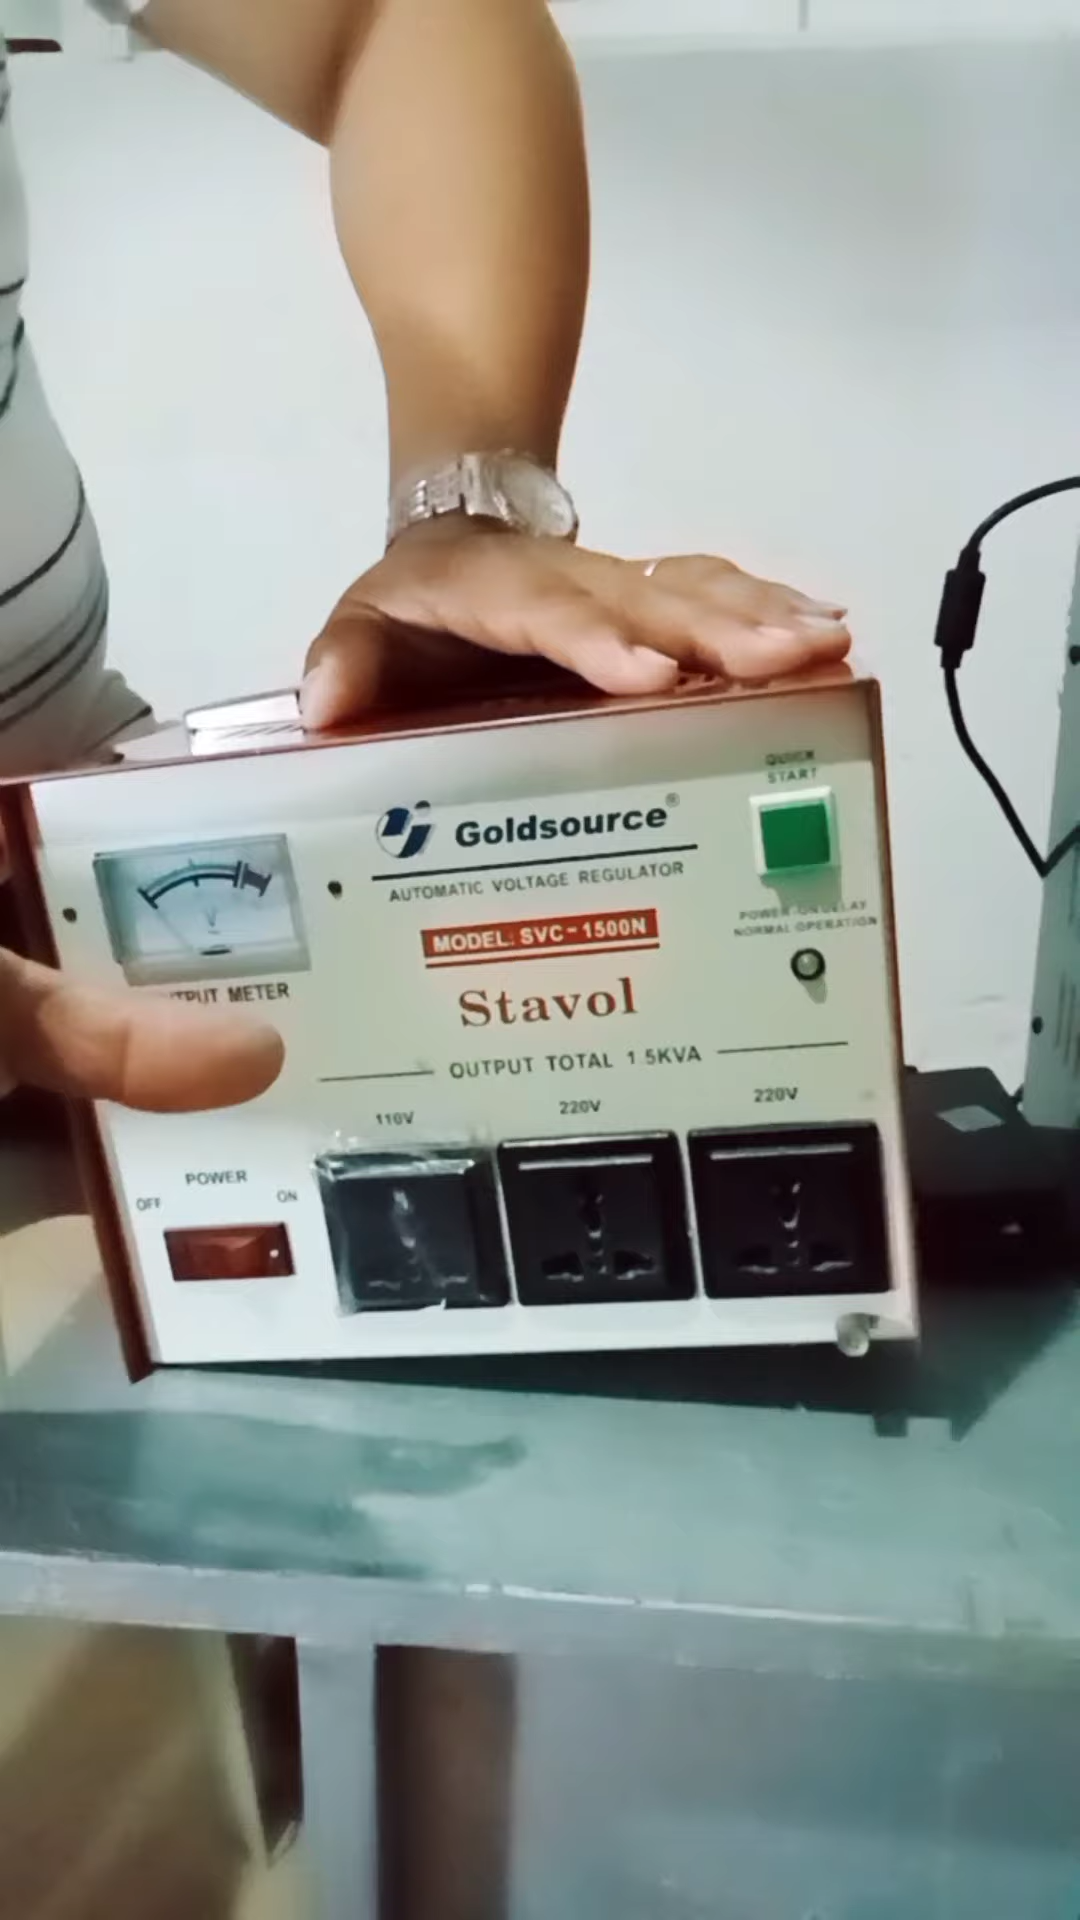 Goldsource®
AUTOMATIC VOLTAGE REGULATOR
MODEL: SVC-1500N
Stavol
QUICK
START
POWER-ON DELAY
NORMAL OPERATION
METER
OUTPUT TOTAL 1.5KVA
110V
220V
220V
POWER
OFF
ON
V